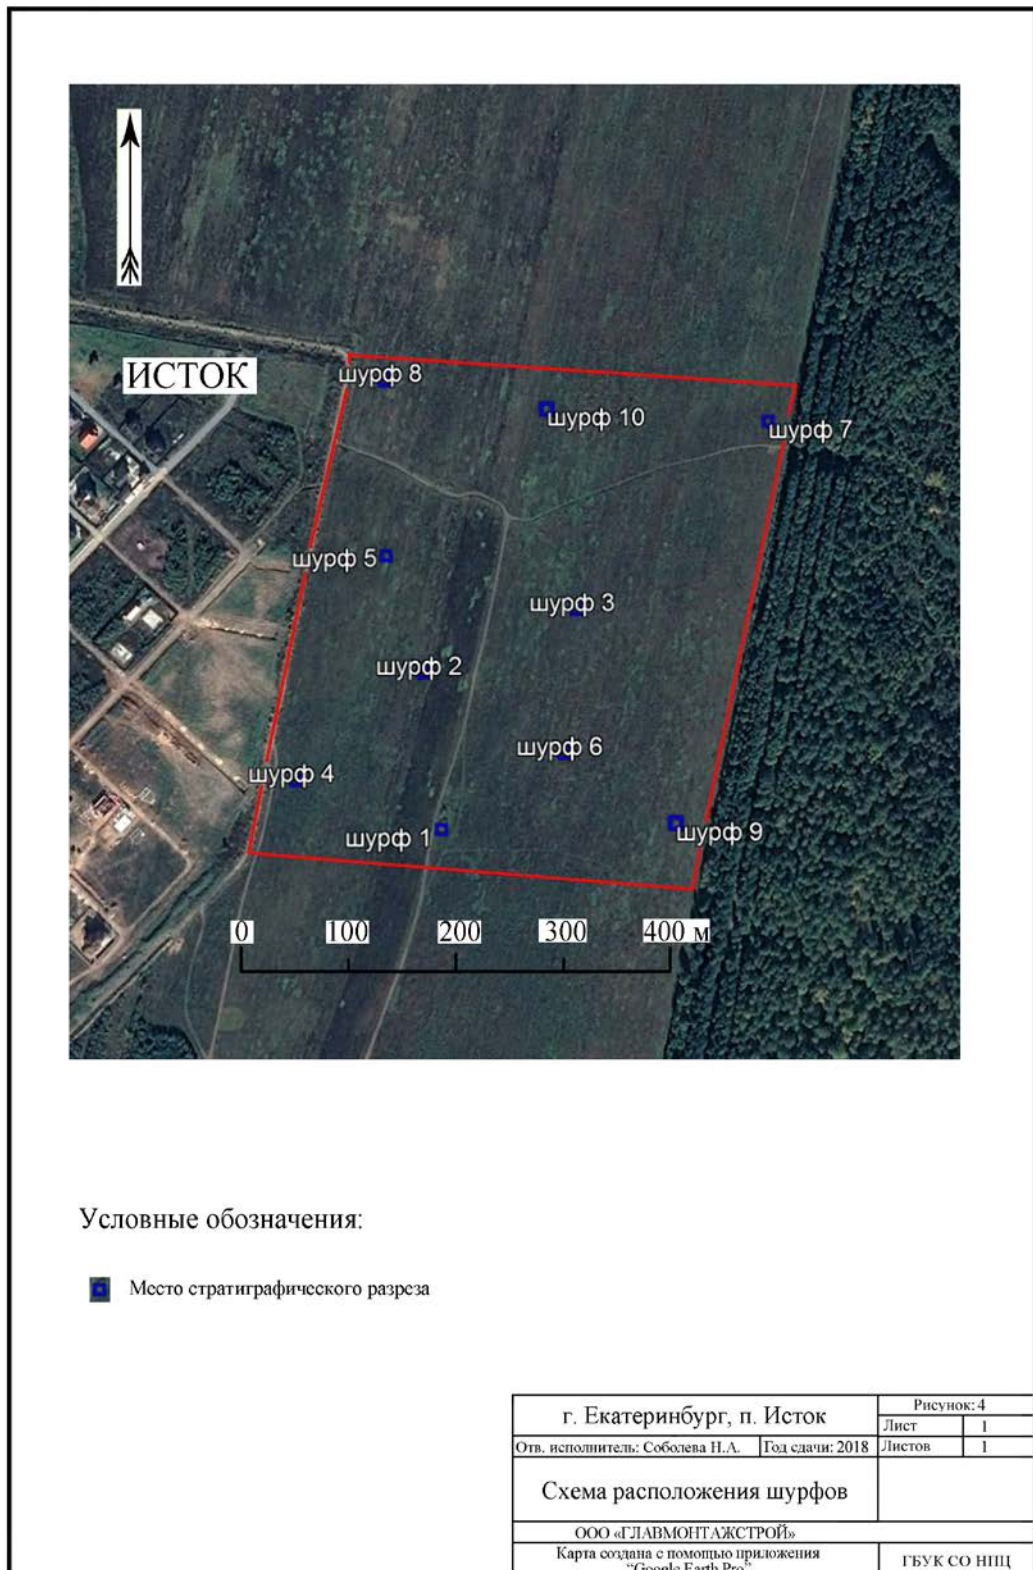 ИСТОК
шурф 8
шурф 10
шурф 7
шурф 5
шурф 3
шурф 2
шурф 6
шурф 4
шурф 1
шурф 9
0 100 200 300 400 м
Условные обозначения:
Место стратиграфического разреза
г. Екатеринбург, п. Исток
Рисунок: 4
Лист 1
Отв. исполнитель: Соболева Н.А. Год сдачи: 2018 Листов 1
Схема расположения шурфов
ООО «ГЛАВМОНТАЖСТРОЙ»
Карта создана с помощью приложения
"Google Earth Pro"
ГБУК СО НПЦ